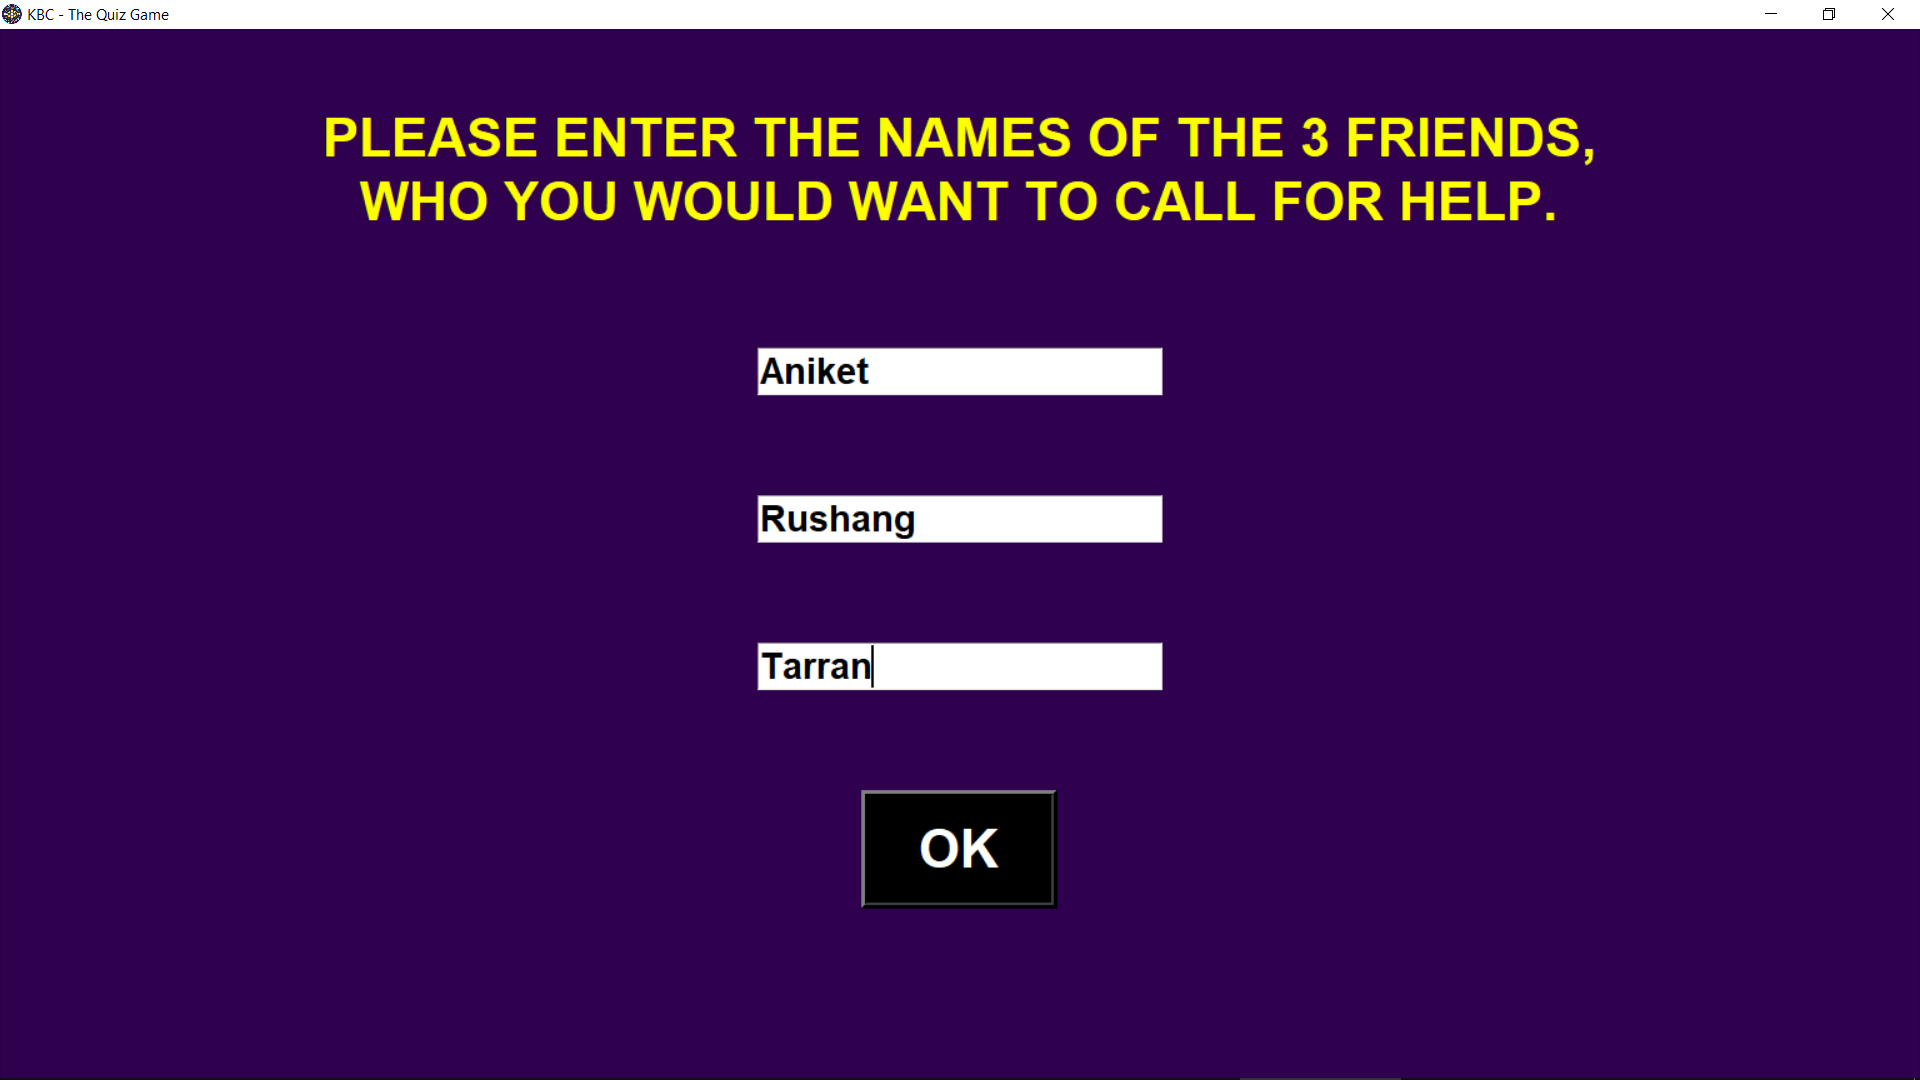 KBC - The Quiz Game
PLEASE ENTER THE NAMES OF THE 3 FRIENDS,
WHO YOU WOULD WANT TO CALL FOR HELP.
Aniket
Rushang
Tarran
OK